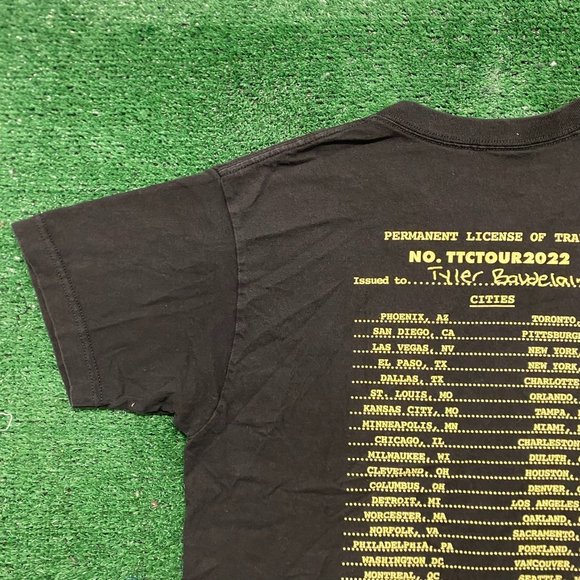 PERMANENT LICENSE OF TRA
NO. TTCTOUR2022
Issued to Tyler Baudelai
CITIES
PHOENIX, AZ TORONTO,
SAN DIEGO, CA PITTSBURG
LAS VEGAS, NV NEW YORK
EL PASO, TX NEW YORK
DALLAS, TX CHARLOTTE
ST. LOUIS, MO ORLANDO
KANSAS CITY, MO TAMPA,
MINNEAPOLIS, MN MIAMI,
CHICAGO, IL CHARLESTON
MILWAUKEE, WI DULUTH,
CLEVELAND, OH HOUSTON,
COLUMBUS, OH DENVER,
DETROIT, MI LOS ANGELES
WORCESTER, MA OAKLAND,
NORFOLK, VA SACRAMENTO
PHILADELPHIA, PA PORTLAND,
WASHINGTON DC VANCOUVER,
MONTREAL, QC SEATTLE,